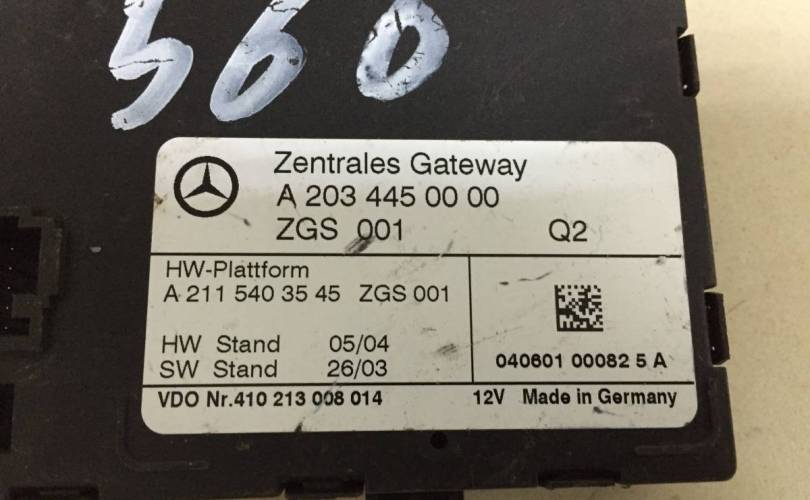 560
Zentrales Gateway
A 203 445 00 00
ZGS 001 Q2
HW-Plattform
A 211 540 35 45 ZGS 001
HW Stand 05/04
SW Stand 26/03
040601 00082 5 A
VDO Nr.410 213 008 014 12V Made in Germany